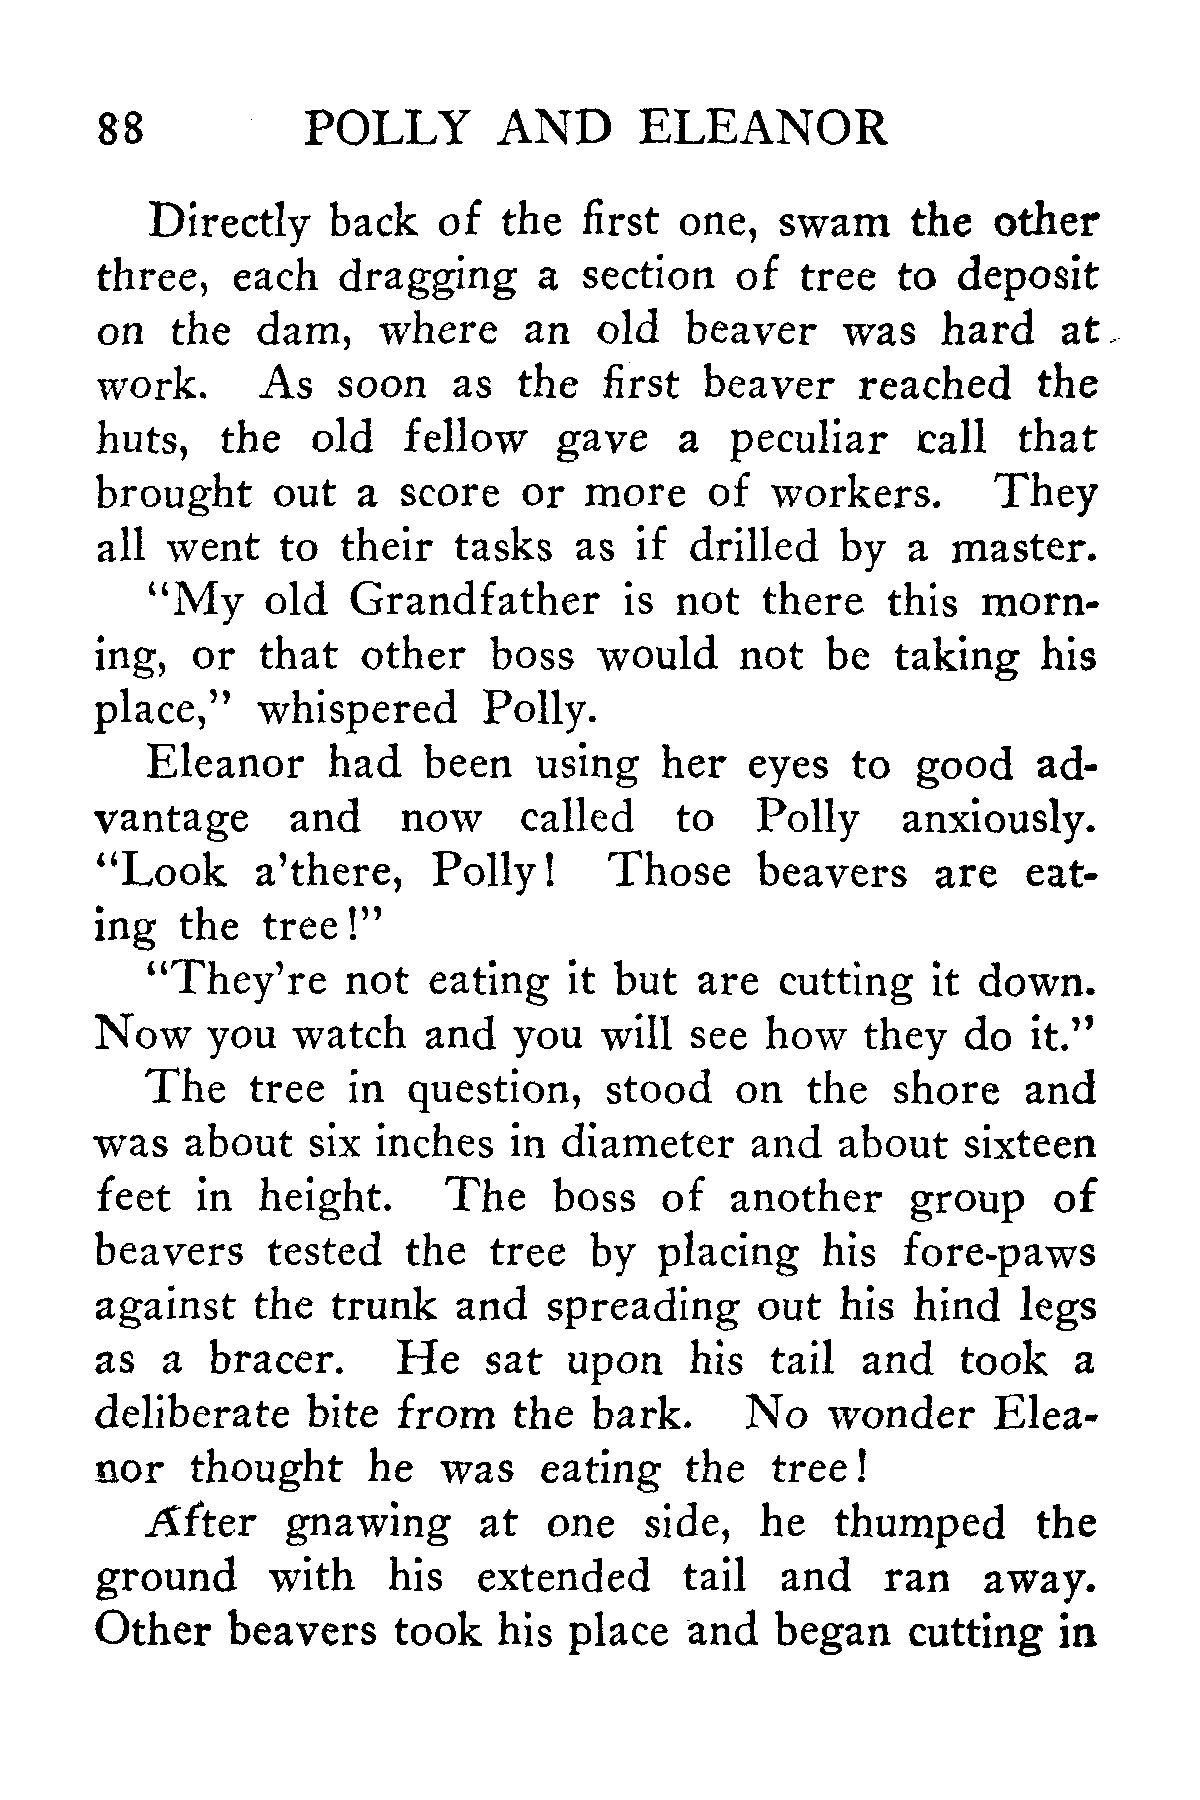 88 POLLY AND ELEANOR
Directly back of the first one, swam the other
three, each dragging a section of tree to deposit
on the dam, where an old beaver was hard at
work. As soon as the first beaver reached the
huts, the old fellow gave a peculiar call that
brought out a score or more of workers. They
all went to their tasks as if drilled by a master.
“My old Grandfather is not there this morn-
ing, or that other boss would not be taking his
place,” whispered Polly.
Eleanor had been using her eyes to good ad-
vantage and now called to Polly anxiously.
“Look a’there, Polly! Those beavers are eat-
ing the tree!”
“They’re not eating it but are cutting it down.
Now you watch and you will see how they do it.”
The tree in question, stood on the shore and
was about six inches in diameter and about sixteen
feet in height. The boss of another group of
beavers tested the tree by placing his fore-paws
against the trunk and spreading out his hind legs
as a bracer. He sat upon his tail and took a
deliberate bite from the bark. No wonder Elea-
nor thought he was eating the tree!
After gnawing at one side, he thumped the
ground with his extended tail and ran away.
Other beavers took his place and began cutting in